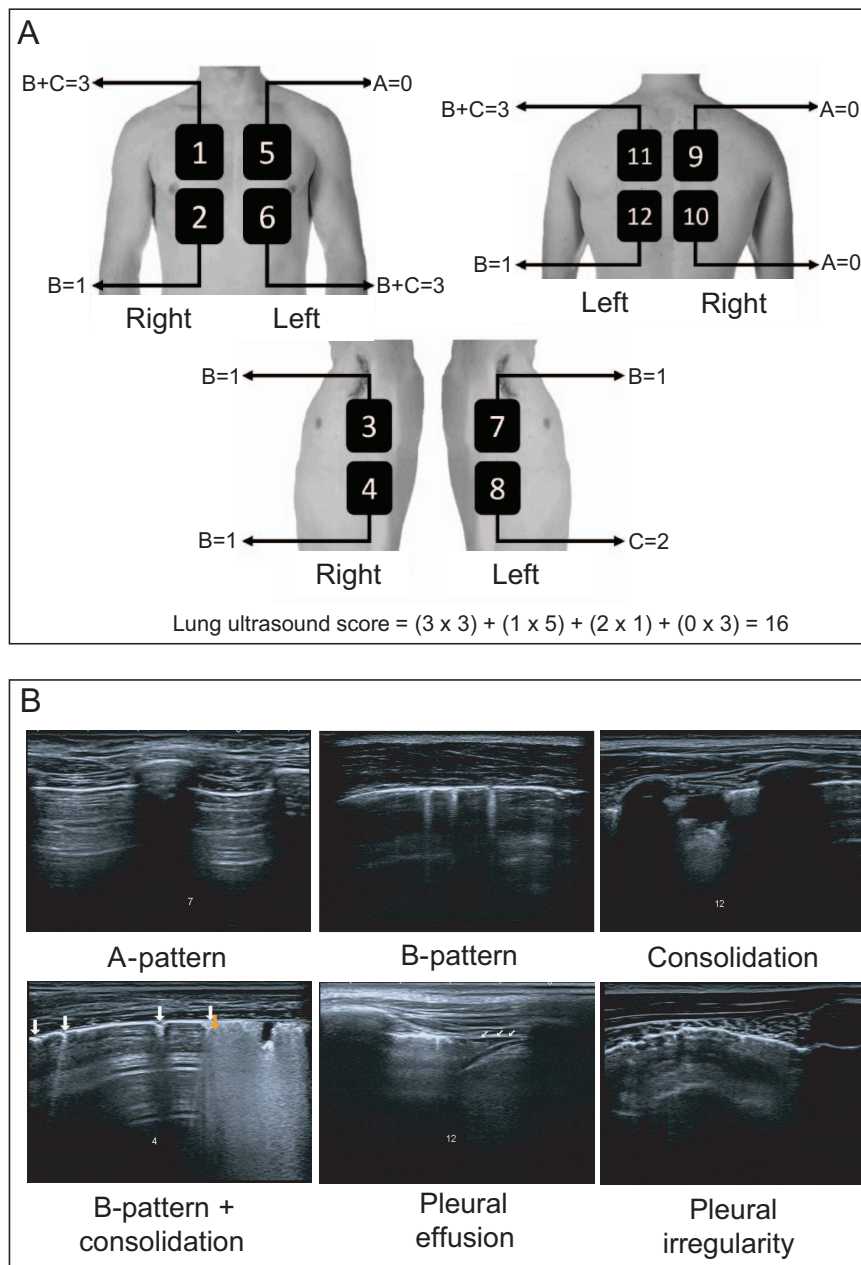 A
B+C=3
A=0
1
5
2
6
B=1
B+C=3
Right
Left
B+C=3
A=0
11
9
12
10
B=1
A=0
Left
Right
B=1
B=1
3
7
4
8
B=1
C=2
Right
Left
Lung ultrasound score = (3 x 3) + (1 x 5) + (2 x 1) + (0 x 3) = 16
B
7
12
A-pattern
B-pattern
Consolidation
4
12
B-pattern +
consolidation
Pleural
effusion
Pleural
irregularity